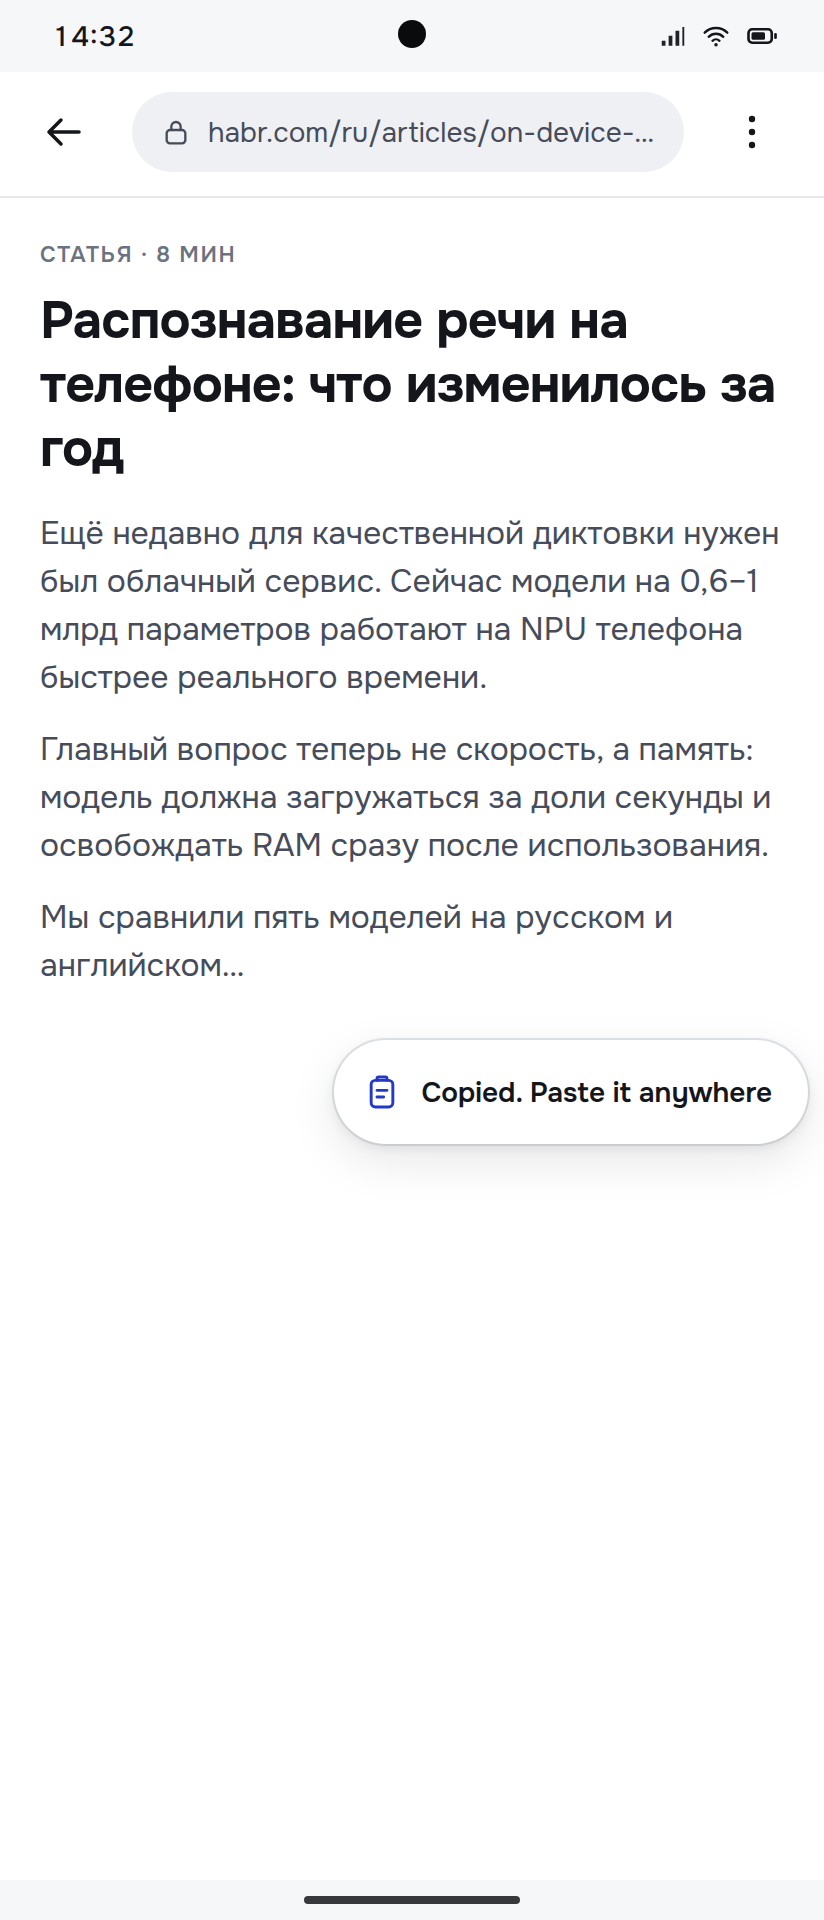 14:32
habr.com/ru/articles/on-device-...
СТАТЬЯ · 8 МИН
Распознавание речи на
телефоне: что изменилось за
год
Ещё недавно для качественной диктовки нужен
был облачный сервис. Сейчас модели на 0,6–1
млрд параметров работают на NPU телефона
быстрее реального времени.
Главный вопрос теперь не скорость, а память:
модель должна загружаться за доли секунды и
освобождать RAM сразу после использования.
Мы сравнили пять моделей на русском и
английском...
Copied. Paste it anywhere